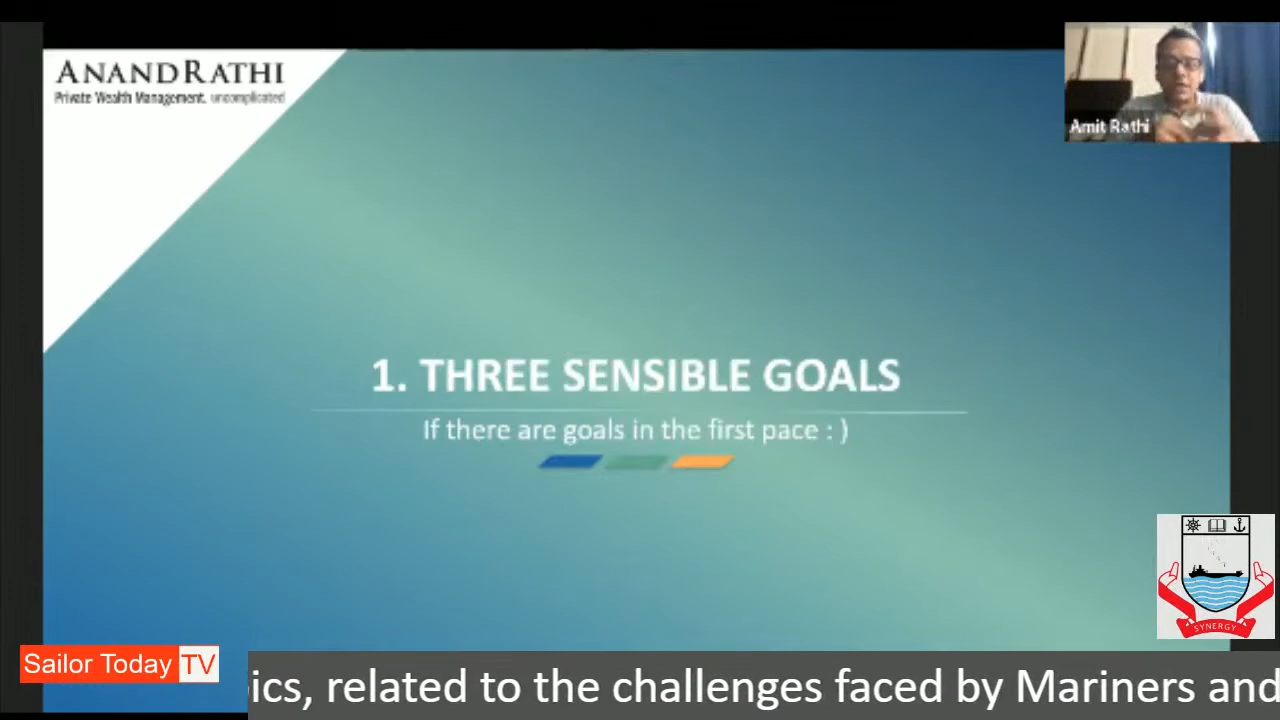 ANANDRATHI
Private Wealth Management. uncomplicated
Amit Rathi
1. THREE SENSIBLE GOALS
If there are goals in the first pace : )
SYNERGY
Sailor Today TV
ics, related to the challenges faced by Mariners and